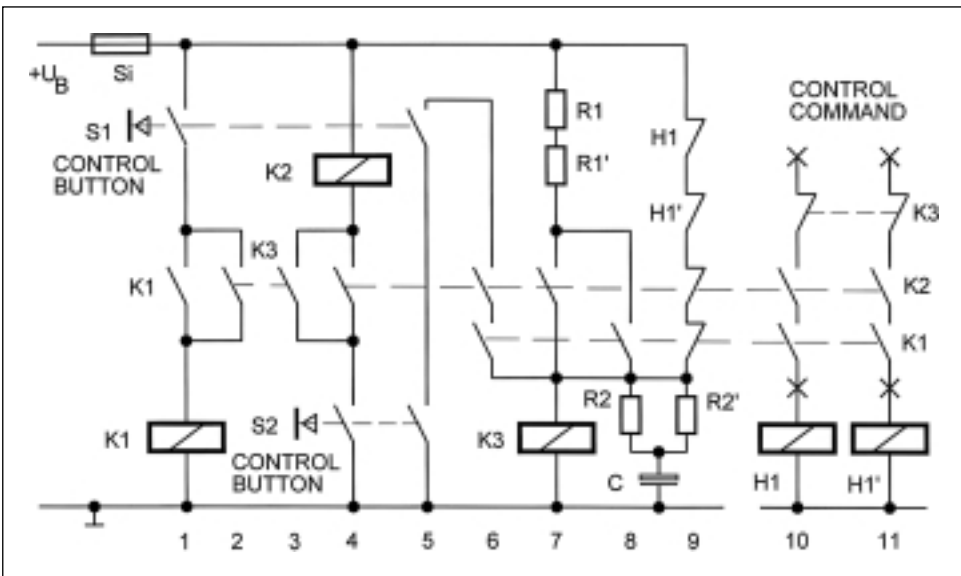 +U_B
Si
S1
CONTROL
BUTTON
K2
R1
R1'
H1
H1'
CONTROL
COMMAND
K3
K1
K3
K2
K1
K1
S2
CONTROL
BUTTON
K3
R2
R2'
C
H1
H1'
1 2 3 4 5 6 7 8 9 10 11